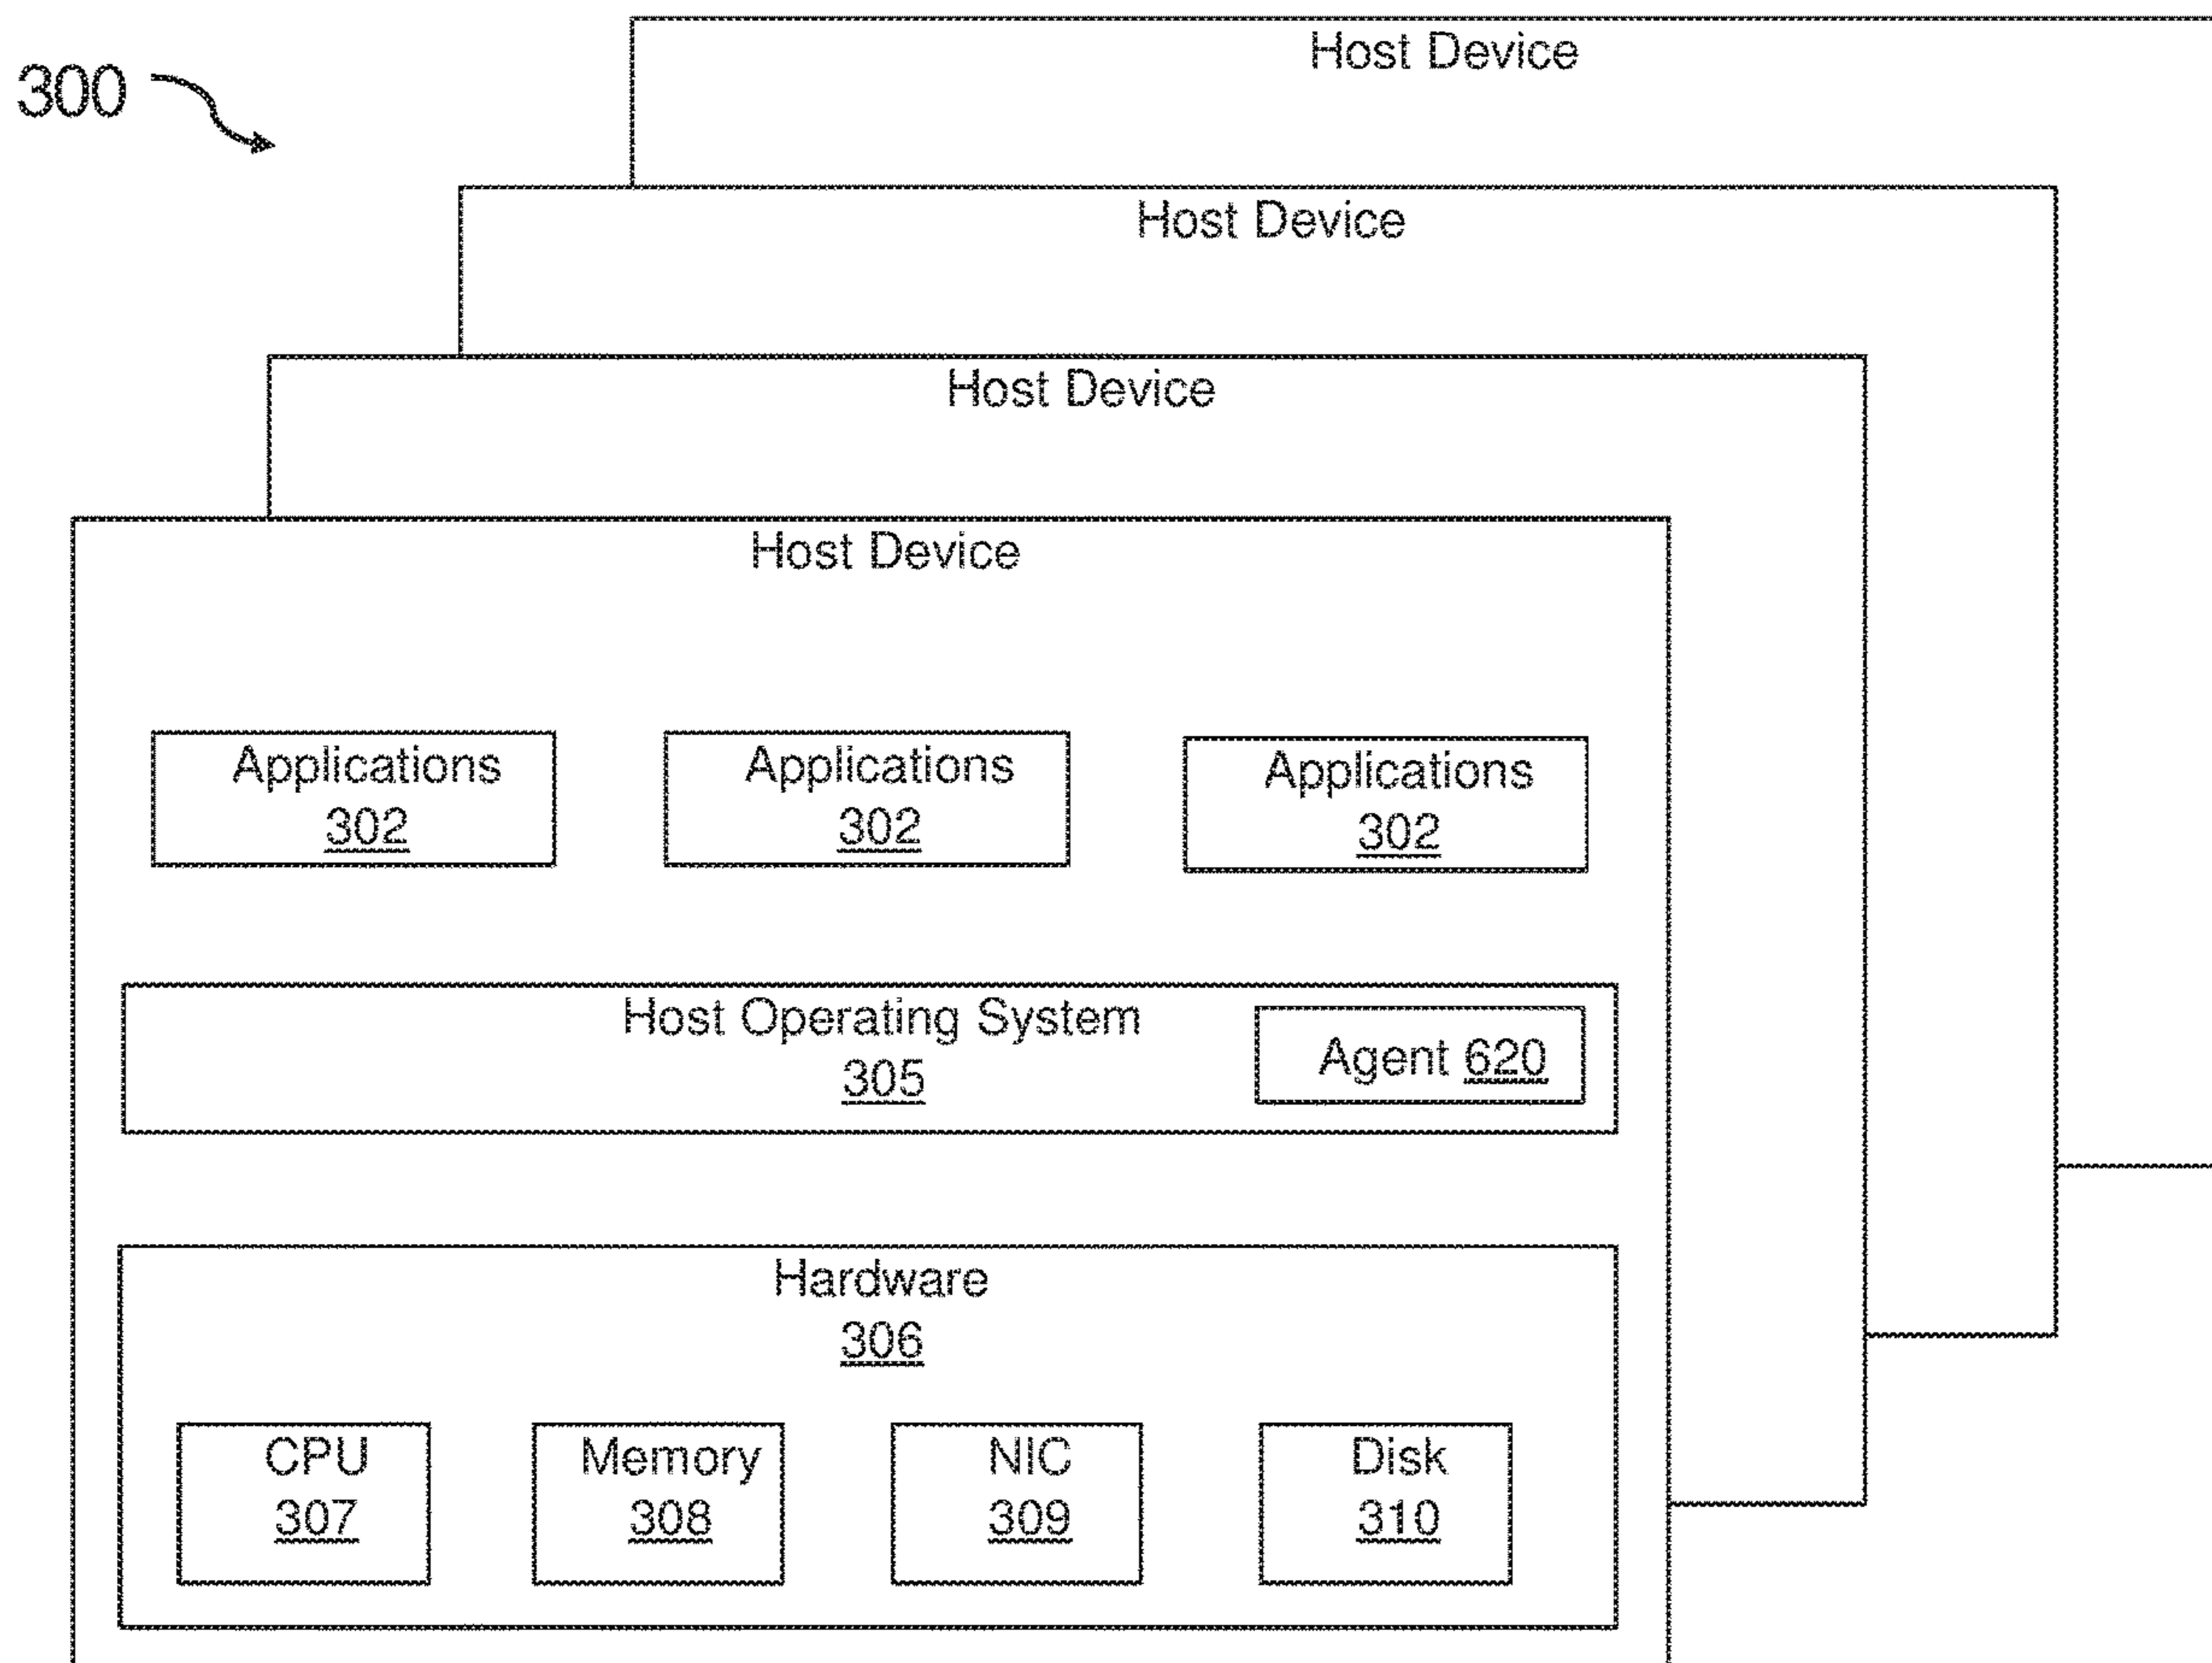 300
Host Device
Host Device
Host Device
Host Device
Applications
302
Applications
302
Applications
302
Host Operating System
305
Agent 620
Hardware
306
CPU
307
Memory
308
NIC
309
Disk
310